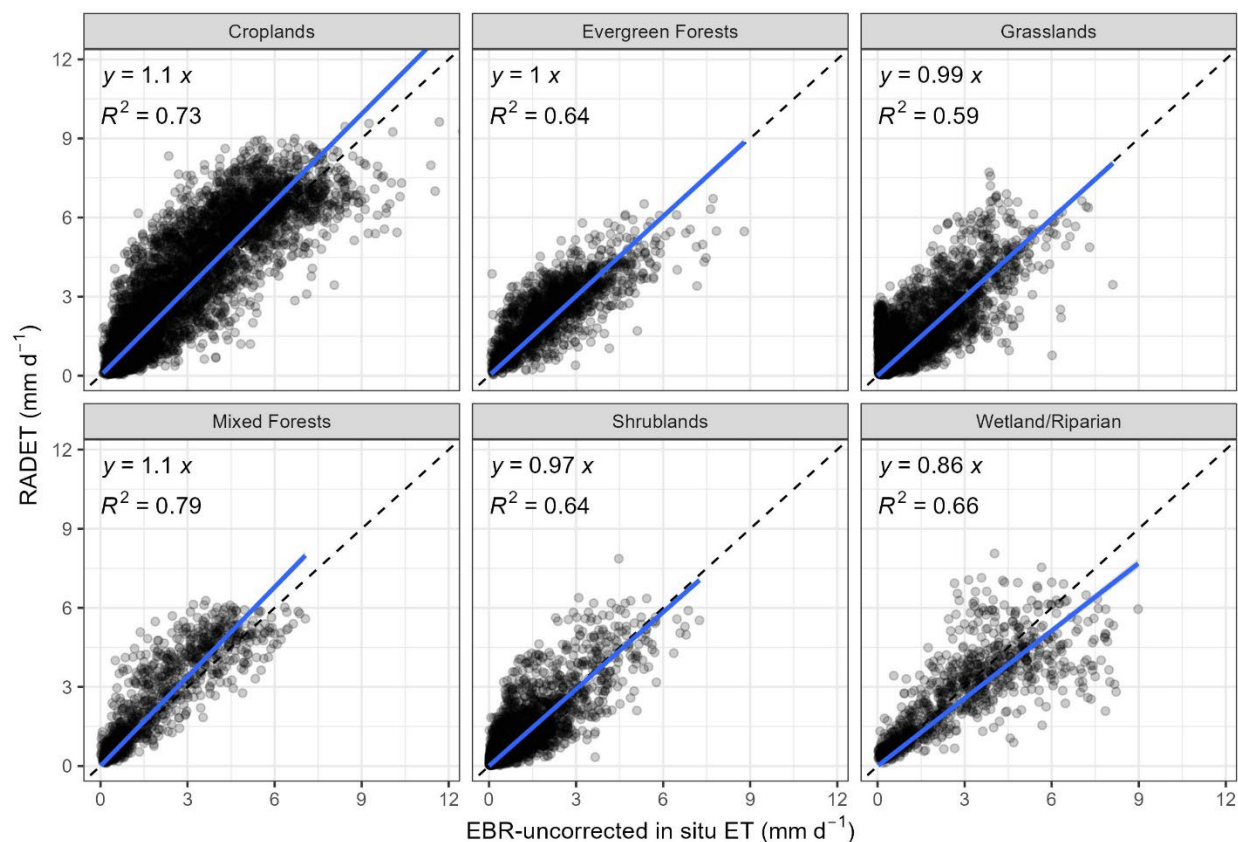 Croplands
Evergreen Forests
Grasslands
12
9
6
3
0
y = 1.1 x
R² = 0.73
y = 1 x
R² = 0.64
y = 0.99 x
R² = 0.59
Mixed Forests
Shrublands
Wetland/Riparian
12
9
6
3
0
y = 1.1 x
R² = 0.79
y = 0.97 x
R² = 0.64
y = 0.86 x
R² = 0.66
0 3 6 9 12
0 3 6 9 12
0 3 6 9 12
RADET (mm d⁻¹)
EBR-uncorrected in situ ET (mm d⁻¹)